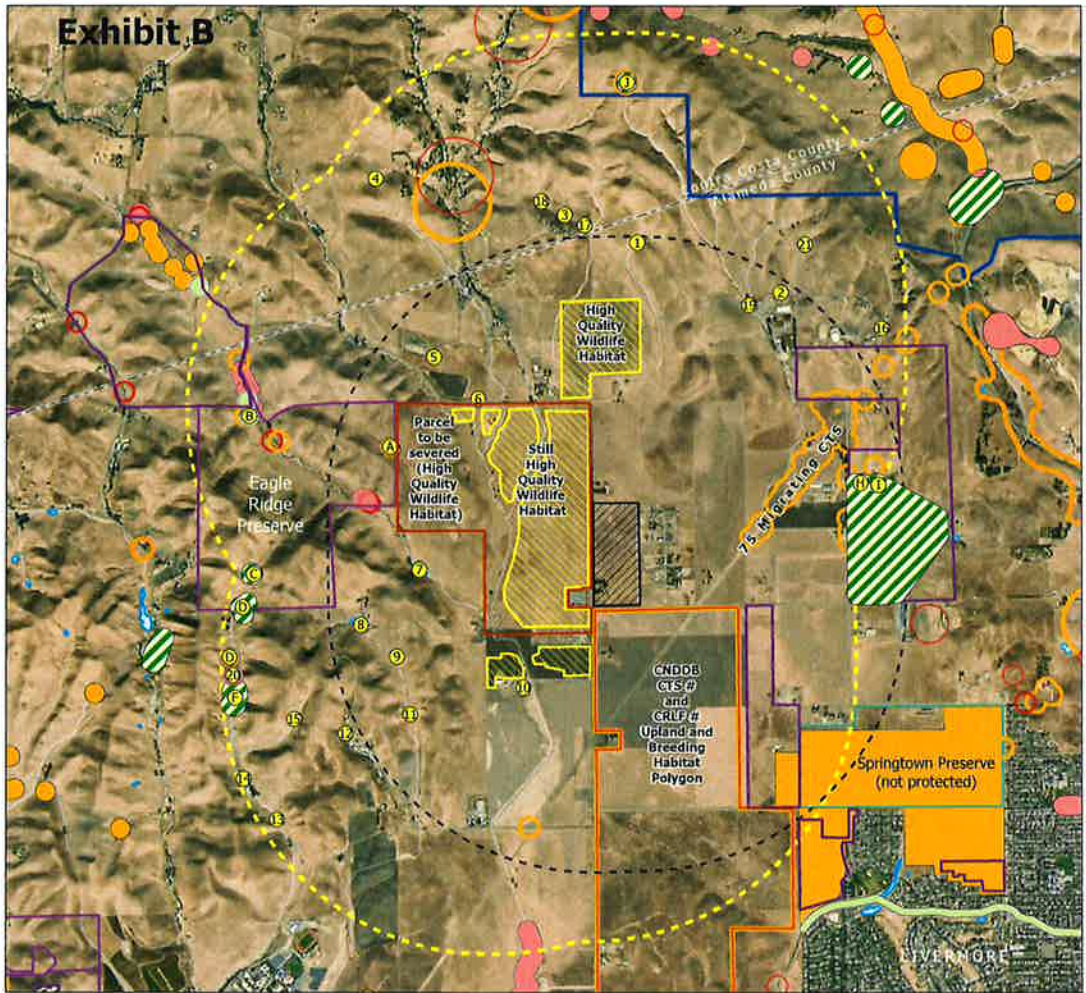 Exhibit B
J
Contra Costa County
Alameda County
4
18
3
17
1
21
2
19
16
High
Quality
Wildlife
Habitat
5
6
B
A
Parcel
to be
severed
(High
Quality
Wildlife
Habitat)
Still
High
Quality
Wildlife
Habitat
75 Migrating CTS
H
I
Eagle
Ridge
Preserve
C
7
D
8
D
9
20
F
10
15
11
12
CNDDB
CTS #
and
CRLF #
Upland and
Breeding
Habitat
Polygon
Springtown Preserve
(not protected)
14
13
LIVERMORE